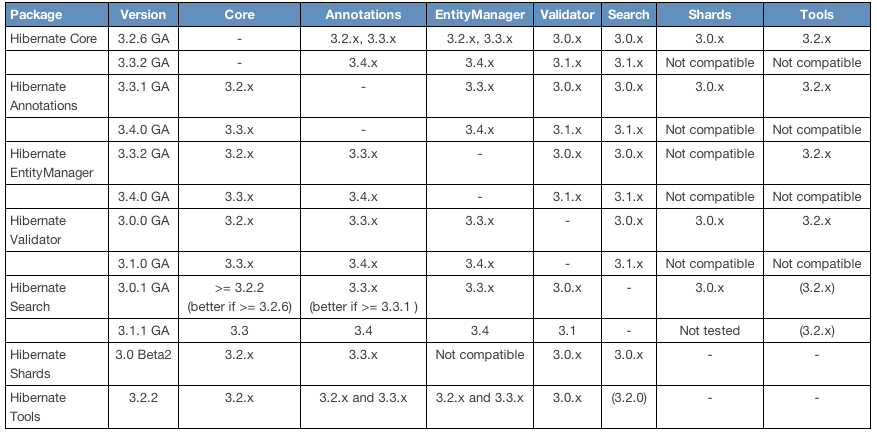 Package Version Core Annotations EntityManager Validator Search Shards Tools
Hibernate Core 3.2.6 GA - 3.2.x, 3.3.x 3.2.x, 3.3.x 3.0.x 3.0.x 3.0.x 3.2.x
3.3.2 GA - 3.4.x 3.4.x 3.1.x 3.1.x Not compatible Not compatible
Hibernate 3.3.1 GA 3.2.x - 3.3.x 3.0.x 3.0.x 3.0.x 3.2.x
Annotations
3.4.0 GA 3.3.x - 3.4.x 3.1.x 3.1.x Not compatible Not compatible
Hibernate 3.3.2 GA 3.2.x 3.3.x - 3.0.x 3.0.x Not compatible 3.2.x
EntityManager
3.4.0 GA 3.3.x 3.4.x - 3.1.x 3.1.x Not compatible Not compatible
Hibernate 3.0.0 GA 3.2.x 3.3.x 3.3.x - 3.0.x 3.0.x 3.2.x
Validator
3.1.0 GA 3.3.x 3.4.x 3.4.x - 3.1.x Not compatible Not compatible
Hibernate 3.0.1 GA >= 3.2.2 3.3.x 3.3.x 3.0.x - 3.0.x (3.2.x)
Search (better if >= 3.2.6) (better if >= 3.3.1 )
3.1.1 GA 3.3 3.4 3.4 3.1 - Not tested (3.2.x)
Hibernate 3.0 Beta2 3.2.x 3.3.x Not compatible 3.0.x 3.0.x - -
Shards
Hibernate 3.2.2 3.2.x 3.2.x and 3.3.x 3.2.x and 3.3.x 3.0.x (3.2.0) - -
Tools